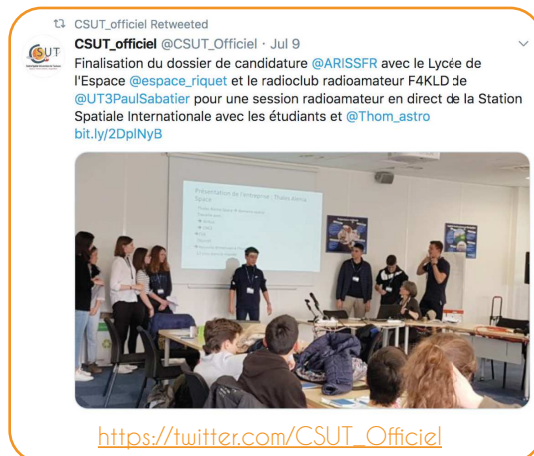 CSUT_officiel Retweeted
CSUT
CSUT_officiel @CSUT_Officiel · Jul 9
Finalisation du dossier de candidature @ARISSFR avec le Lycée de
l'Espace @espace_riquet et le radioclub radioamateur F4KLD de
@UT3PaulSabatier pour une session radioamateur en direct de la Station
Spatiale Internationale avec les étudiants et @Thom_astro
bit.ly/2DplNyB
Présentation de l'entreprise : Thales Alenia
Space
https://twitter.com/CSUT_Officiel